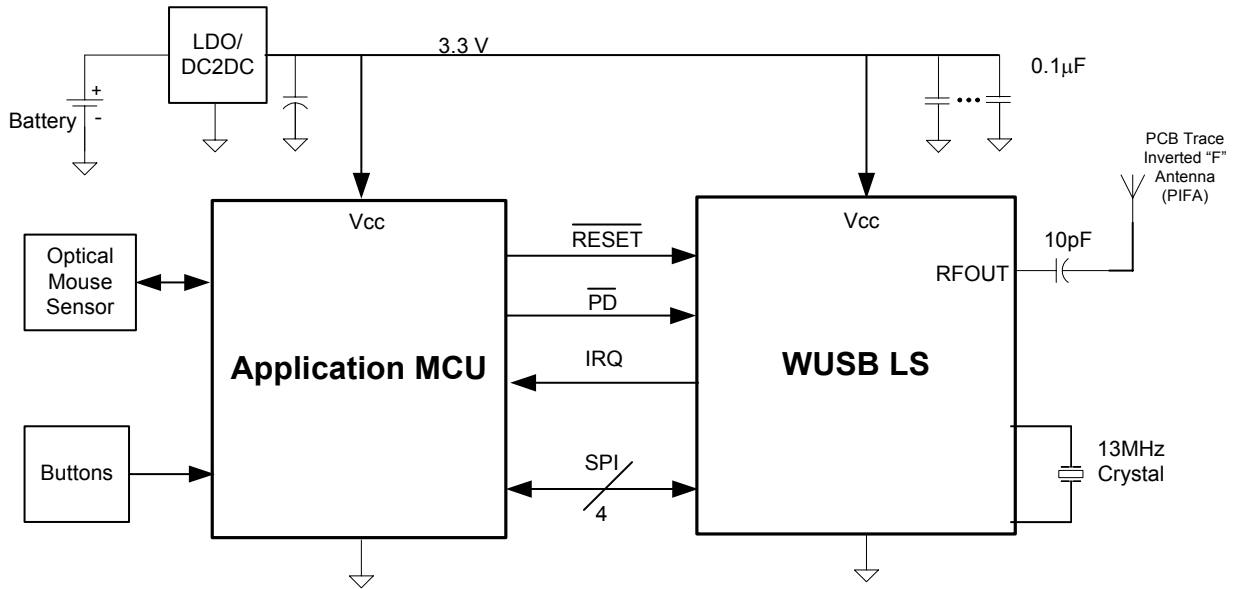 LDO/
DC2DC
3.3 V
0.1μF
+
-
Battery
PCB Trace
Inverted “F”
Antenna
(PIFA)
Vcc
Vcc
RESET
10pF
Optical
Mouse
Sensor
RFOUT
PD
IRQ
Application MCU
WUSB LS
Buttons
SPI
4
13MHz
Crystal